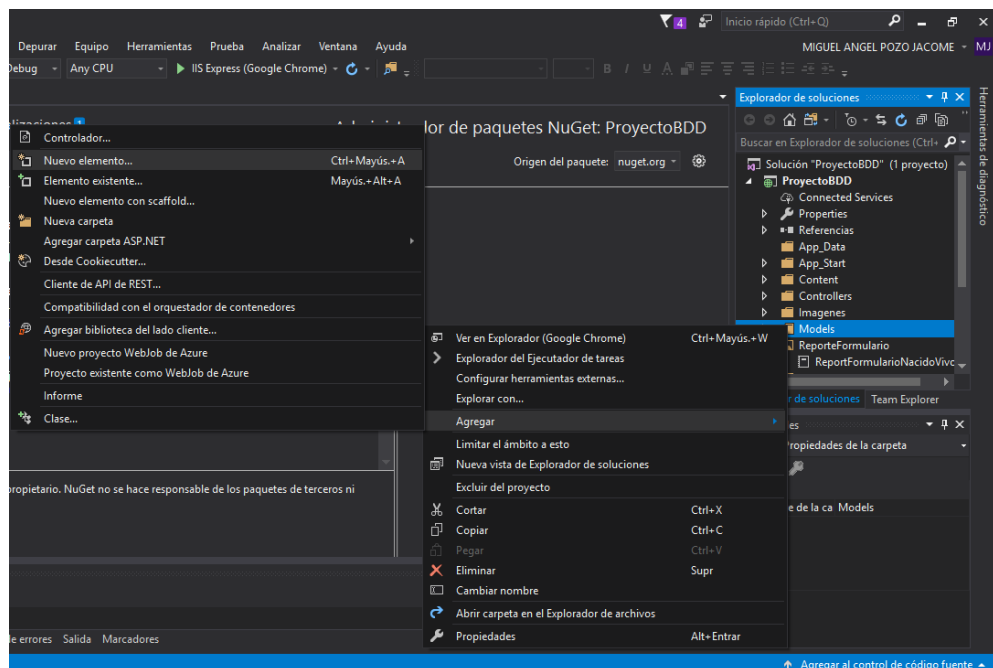 4
Inicio rápido (Ctrl+Q)
Depurar Equipo Herramientas Prueba Analizar Ventana Ayuda
MIGUEL ANGEL POZO JACOME MJ
Debug Any CPU IIS Express (Google Chrome)
Explorador de soluciones
Buscar en Explorador de soluciones (Ctrl+
Solución "ProyectoBDD" (1 proyecto)
ProyectoBDD
Connected Services
Properties
Referencias
App_Data
App_Start
Content
Controllers
Imagenes
Models
ReporteFormulario
ReportFormularioNacidoVivo
de soluciones Team Explorer
Herramientas de diagnóstico
1
dor de paquetes NuGet: ProyectoBDD
Origen del paquete: nuget.org
Controlador...
Nuevo elemento... Ctrl+Mayús.+A
Elemento existente... Mayús.+Alt+A
Nuevo elemento con scaffold...
Nueva carpeta
Agregar carpeta ASP.NET
Desde Cookiecutter...
Cliente de API de REST...
Compatibilidad con el orquestador de contenedores
Agregar biblioteca del lado cliente...
Nuevo proyecto WebJob de Azure
Proyecto existente como WebJob de Azure
Informe
Clase...
Ver en Explorador (Google Chrome) Ctrl+Mayús.+W
Explorador del Ejecutador de tareas
Configurar herramientas externas...
Explorar con...
Agregar
Limitar el ámbito a esto
Nueva vista de Explorador de soluciones
Excluir del proyecto
Cortar Ctrl+X
Copiar Ctrl+C
Pegar Ctrl+V
Eliminar Supr
Cambiar nombre
Abrir carpeta en el Explorador de archivos
Propiedades Alt+Entrar
es
Propiedades de la carpeta
e de la ca Models
propietario. NuGet no se hace responsable de los paquetes de terceros ni
de errores Salida Marcadores
Agregar al control de código fuente